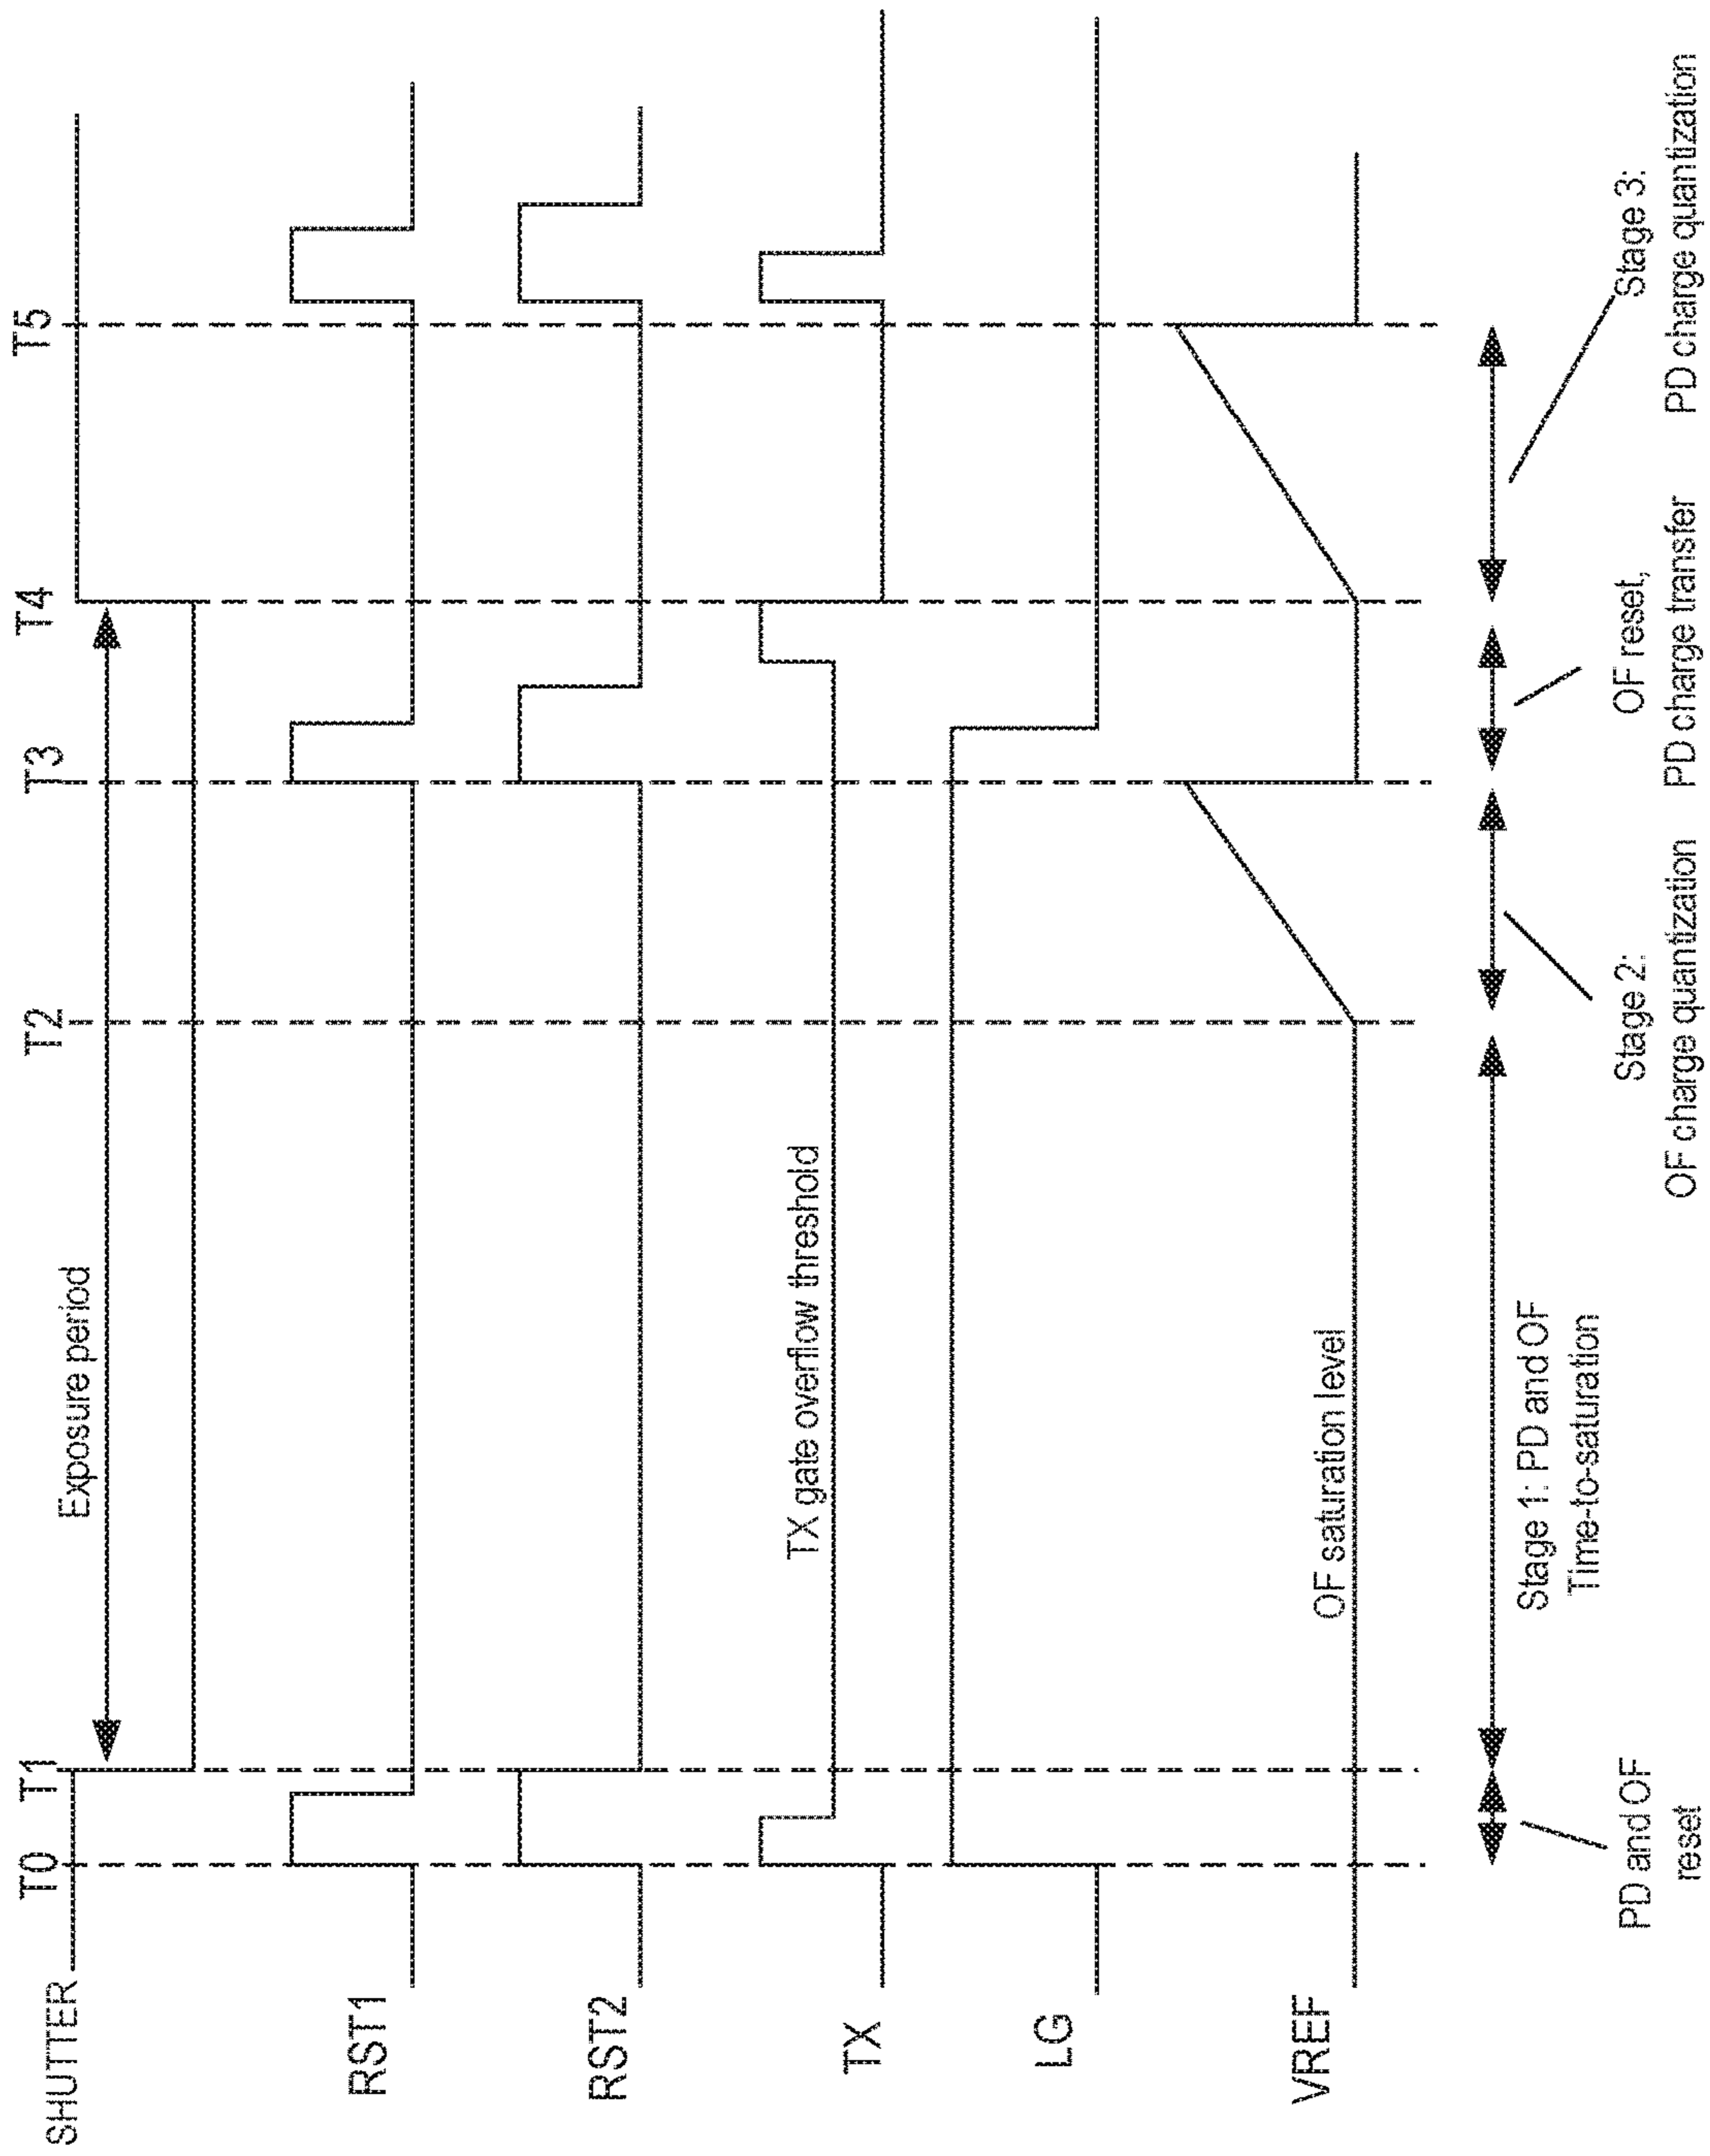 T0
T1
T2
T3
T4
T5
SHUTTER
Exposure period
RST1
RST2
TX
TX gate overflow threshold
LG
VREF
OF saturation level
PD and OF
reset
Stage 1: PD and OF
Time-to-saturation
Stage 2:
OF charge quantization
OF reset,
PD charge transfer
Stage 3:
PD charge quantization